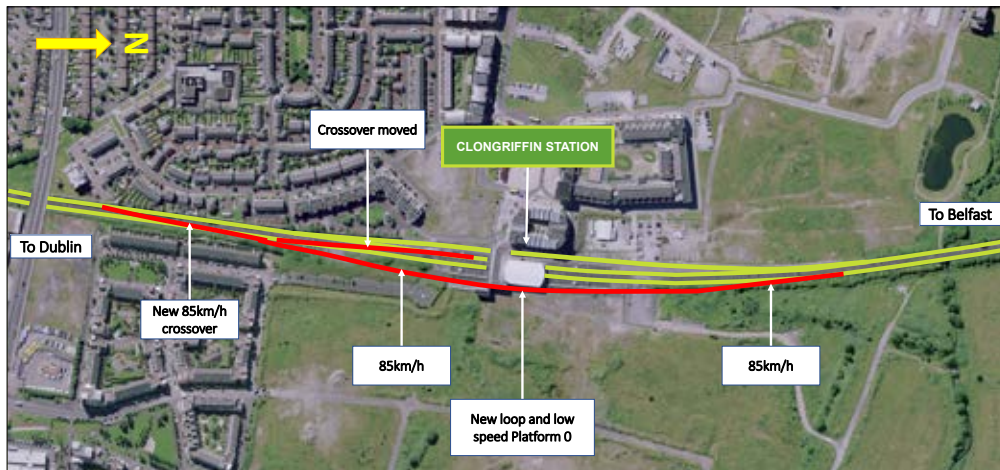 N
Crossover moved
CLONGRIFFIN STATION
To Belfast
To Dublin
New 85km/h
crossover
85km/h
85km/h
New loop and low
speed Platform 0